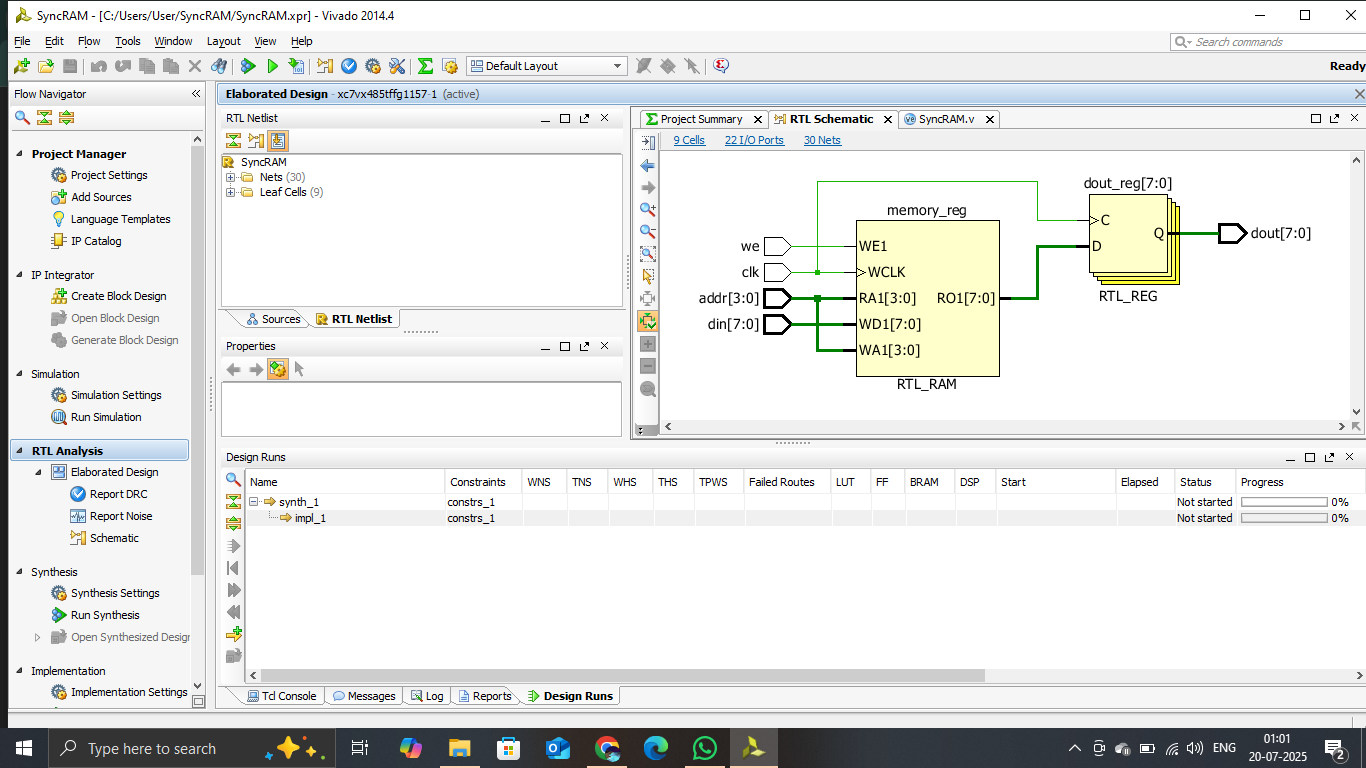 SyncRAM - [C:/Users/User/SyncRAM/SyncRAM.xpr] - Vivado 2014.4
File Edit Flow Tools Window Layout View Help
Search commands
Default Layout
Ready
Flow Navigator
Project Manager
Project Settings
Add Sources
Language Templates
IP Catalog
IP Integrator
Create Block Design
Open Block Design
Generate Block Design
Simulation
Simulation Settings
Run Simulation
RTL Analysis
Elaborated Design
Report DRC
Report Noise
Schematic
Synthesis
Synthesis Settings
Run Synthesis
Open Synthesized Design
Implementation
Implementation Settings
Elaborated Design - xc7vx485tffg1157-1 (active)
RTL Netlist
SyncRAM
Nets (30)
Leaf Cells (9)
Sources RTL Netlist
Properties
Project Summary RTL Schematic SyncRAM.v
9 Cells 22 I/O Ports 30 Nets
dout_reg[7:0]
memory_reg
C
we WE1 D Q dout[7:0]
clk WCLK
RTL_REG
addr[3:0] RA1[3:0] RO1[7:0]
din[7:0] WD1[7:0]
WA1[3:0]
RTL_RAM
Design Runs
Name Constraints WNS TNS WHS THS TPWS Failed Routes LUT FF BRAM DSP Start Elapsed Status Progress
synth_1 constrs_1 Not started 0%
impl_1 constrs_1 Not started 0%
Tcl Console Messages Log Reports Design Runs
Type here to search
ENG
01:01
20-07-2025
2